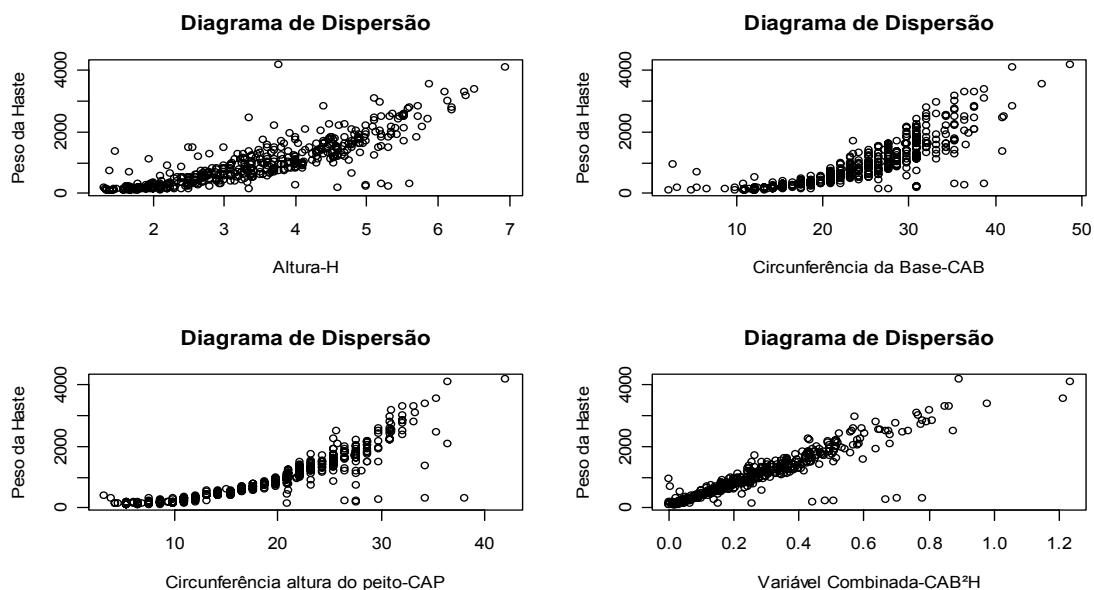 Diagrama de Dispersão
Peso da Haste
0 2000 4000
2 3 4 5 6 7
Altura-H
Diagrama de Dispersão
Peso da Haste
0 2000 4000
10 20 30 40 50
Circunferência da Base-CAB
Diagrama de Dispersão
Peso da Haste
0 2000 4000
10 20 30 40
Circunferência altura do peito-CAP
Diagrama de Dispersão
Peso da Haste
0 2000 4000
0.0 0.2 0.4 0.6 0.8 1.0 1.2
Variável Combinada-CAB²H